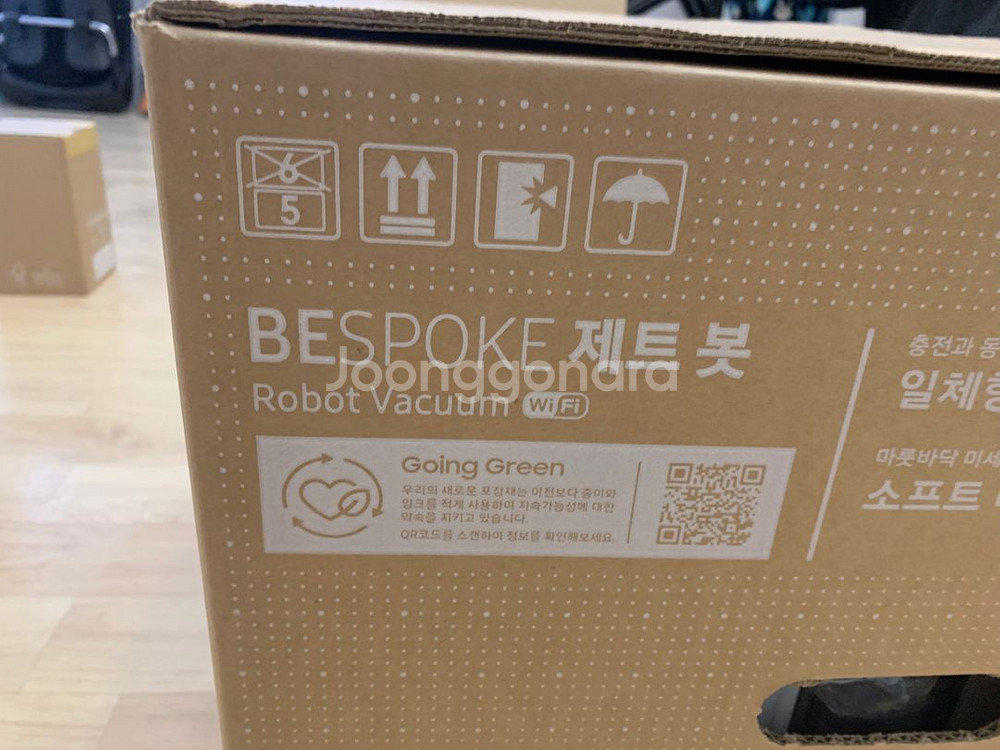 6
5
BESPOKE 제트 봇
Joonggonara
Robot Vacuum WiFi
Going Green
우리의 새로운 포장재는 이전보다 종이와
잉크를 적게 사용하며 지속가능성에 대한
약속을 지키고 있습니다.
QR코드를 스캔하여 정보를 확인해보세요.
충전과 동
일체형
마룻바닥 미세
소프트